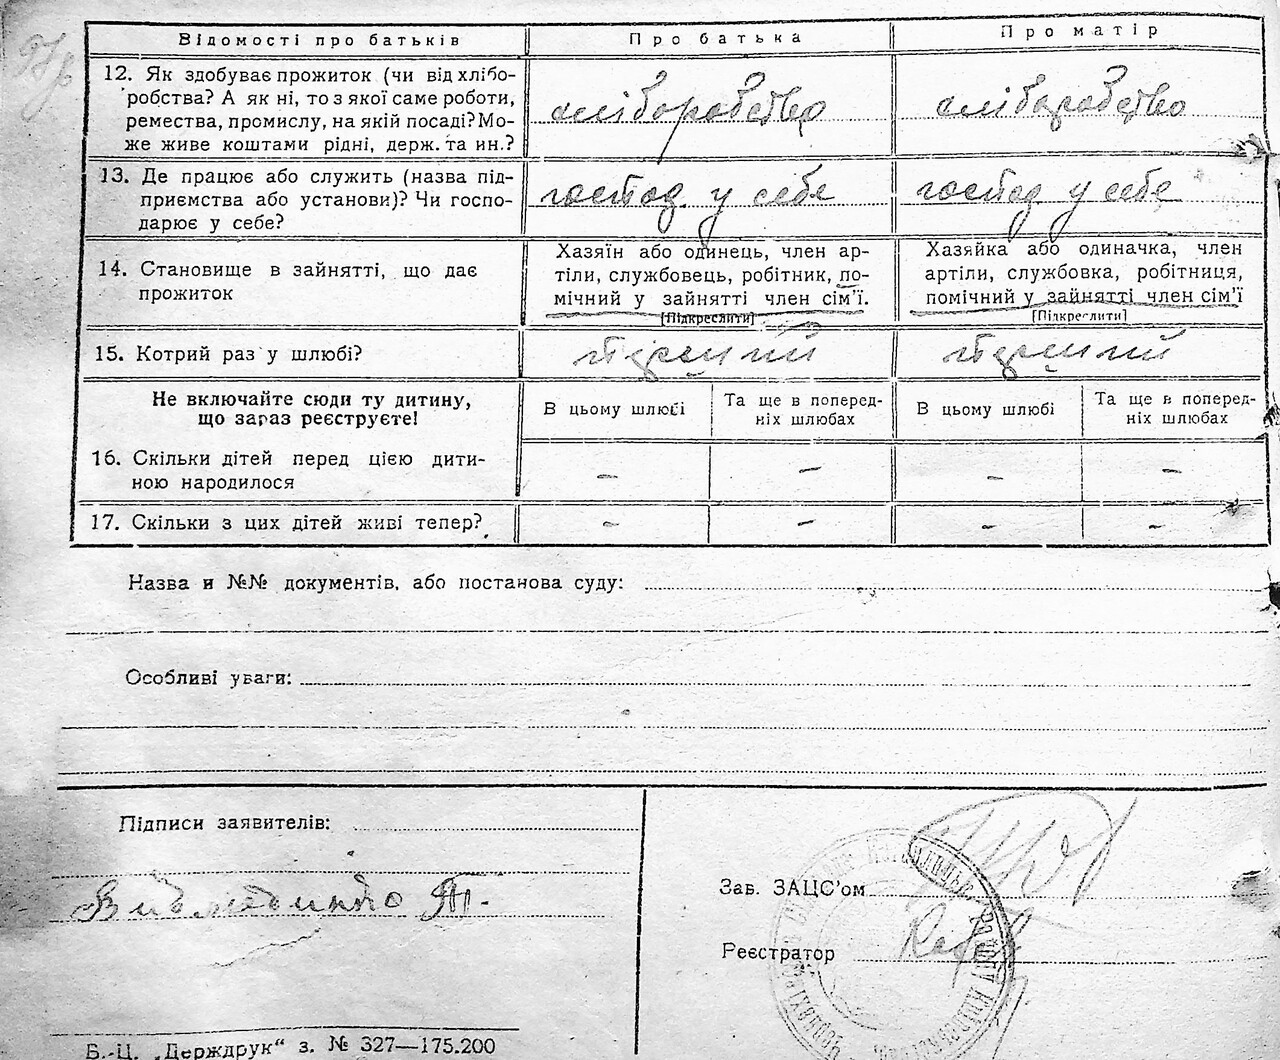 Відомості про батьків
Про батька
Про матір
12. Як здобуває прожиток (чи від хлібо-
робства? А як ні, то з якої саме роботи,
ремества, промислу, на якій посаді? Мо-
же живе коштами рідні, держ. та ин.?
хліборобство
хліборобство
13. Де працює або служить (назва під-
приємства або установи)? Чи госпо-
дарює у себе?
господ у себе
господ у себе
14. Становище в зайнятті, що дає
прожиток
Хазяїн або одинець, член ар-
тіли, службовець, робітник, по-
мічний у зайнятті член сім'ї.
[Підкреслити]
Хазяйка або одиначка, член
артіли, службовка, робітниця,
помічний у зайнятті член сім'ї
[Підкреслити]
15. Котрий раз у шлюбі?
перший
перший
Не включайте сюди ту дитину,
що зараз реєструєте!
В цьому шлюбі
Та ще в поперед-
ніх шлюбах
В цьому шлюбі
Та ще в поперед-
ніх шлюбах
16. Скільки дітей перед цією дити-
ною народилося
– – – –
17. Скільки з цих дітей живі тепер?
– – – –
Назва и №№ документів, або постанова суду:
Особливі уваги:
Підписи заявителів:
Зав. ЗАЦС'ом
Реєстратор
Б.-Ц. „Держдрук“ з. № 327—175.200